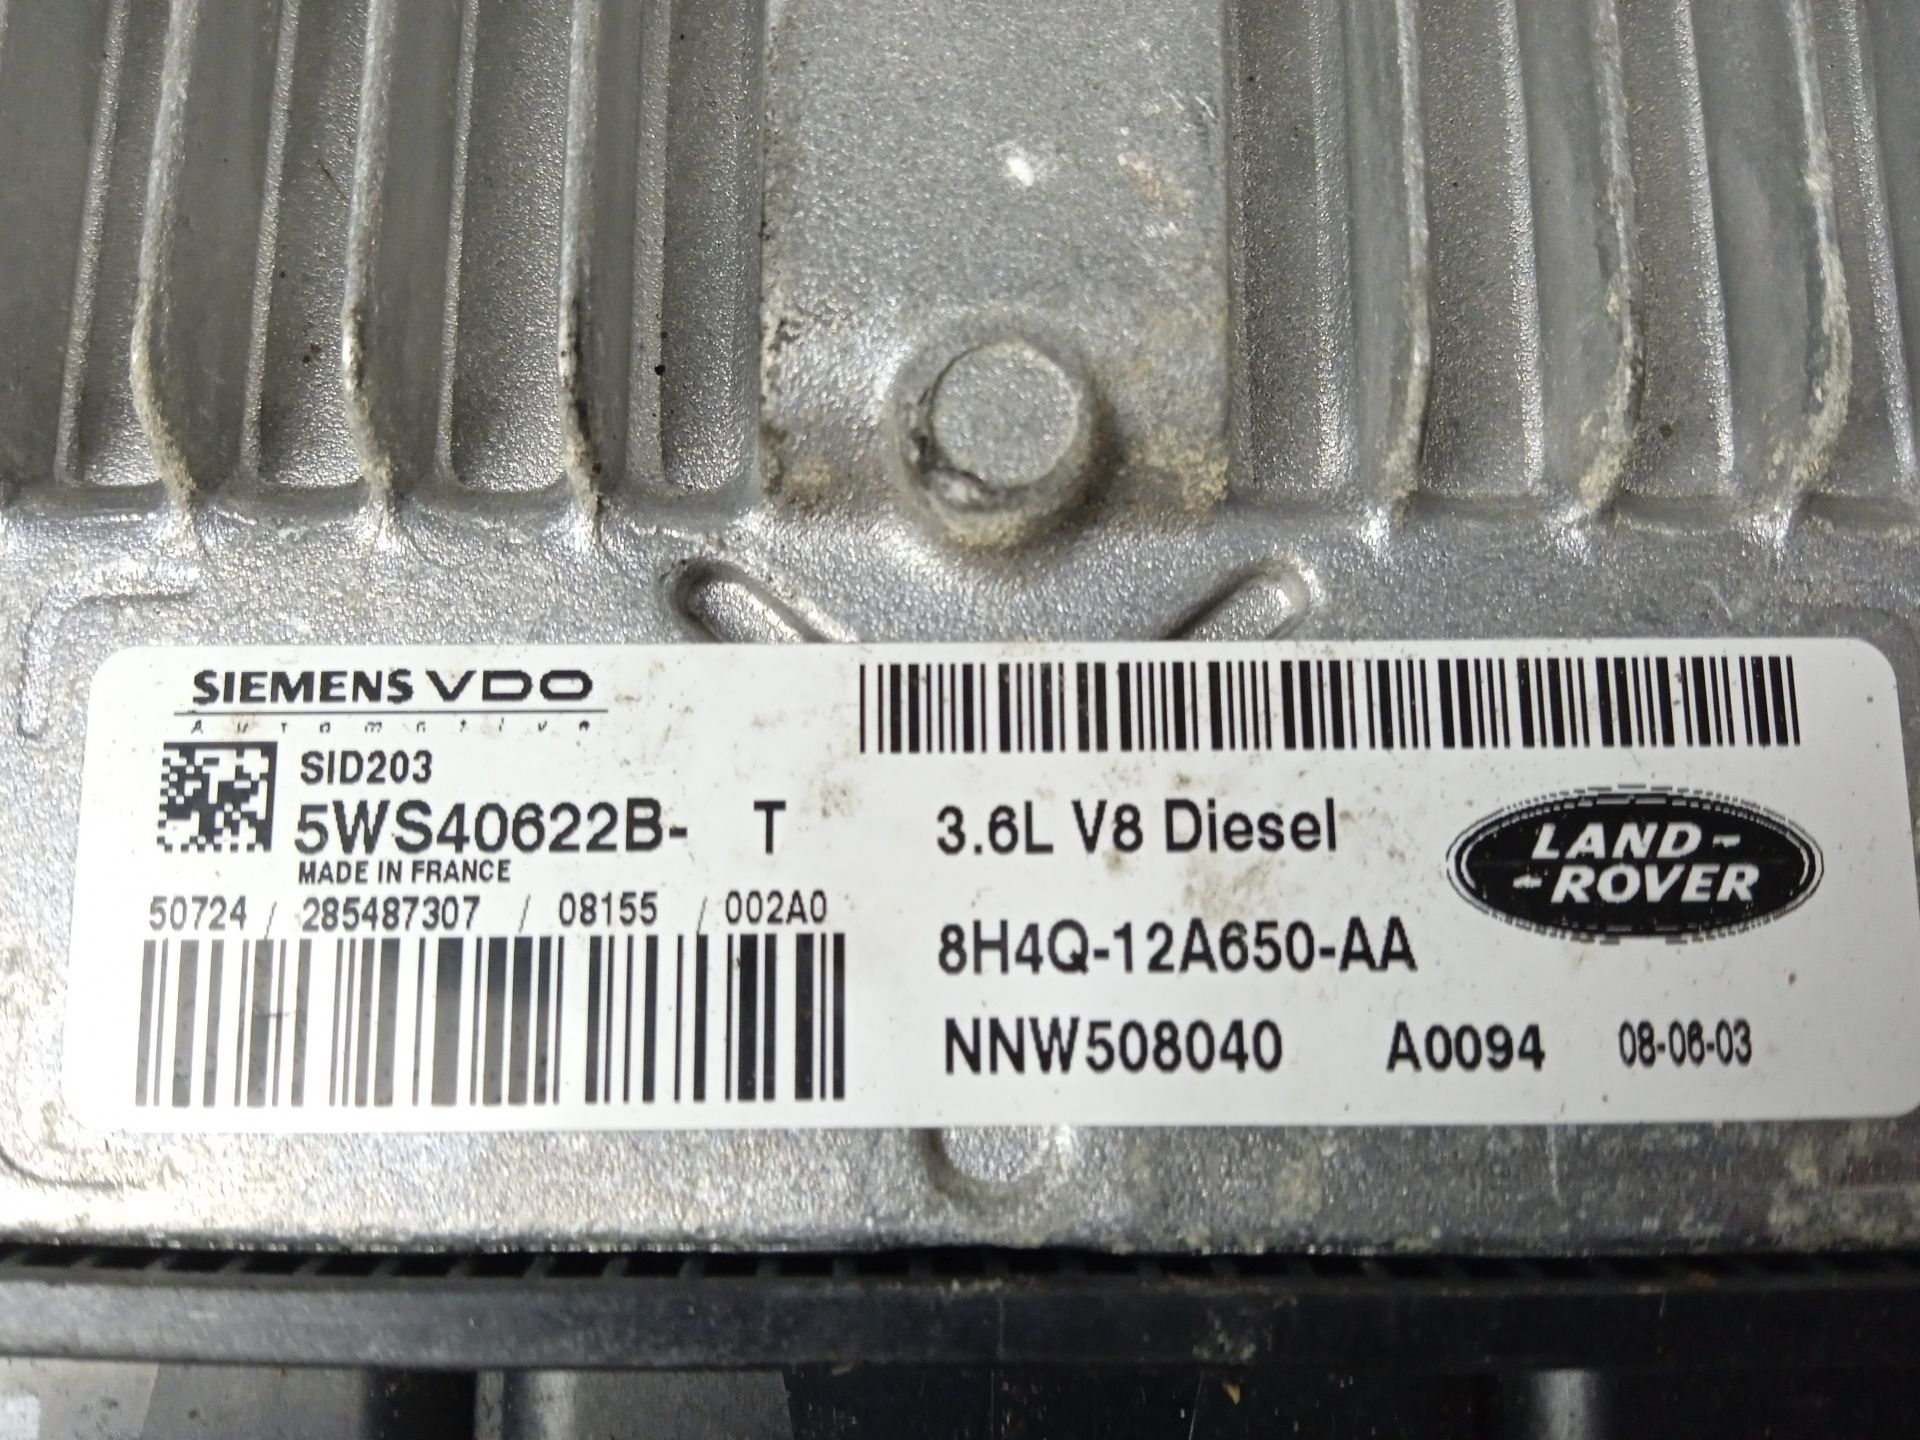 SIEMENS VDO
Automotive
SID203
5WS40622B- T
MADE IN FRANCE
50724 / 285487307 / 08155 / 002A0
3.6L V8 Diesel
LAND-
-ROVER
8H4Q-12A650-AA
NNW508040 A0094 08-06-03